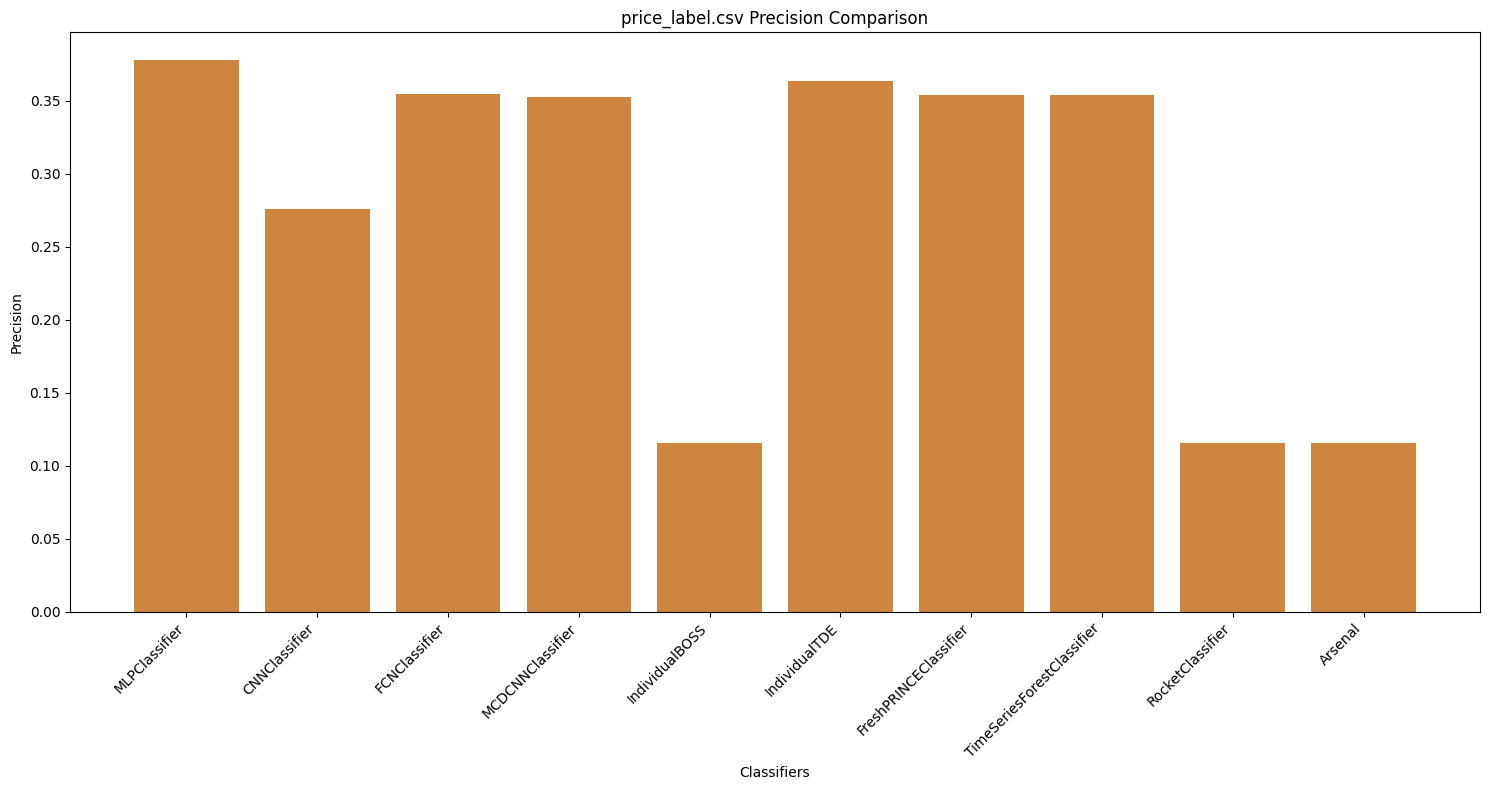 price_label.csv Precision Comparison
Precision
0.35
0.30
0.25
0.20
0.15
0.10
0.05
0.00
MLPClassifier
CNNClassifier
FCNClassifier
MCDCNNClassifier
IndividualBOSS
IndividualTDE
FreshPRINCEClassifier
TimeSeriesForestClassifier
RocketClassifier
Arsenal
Classifiers